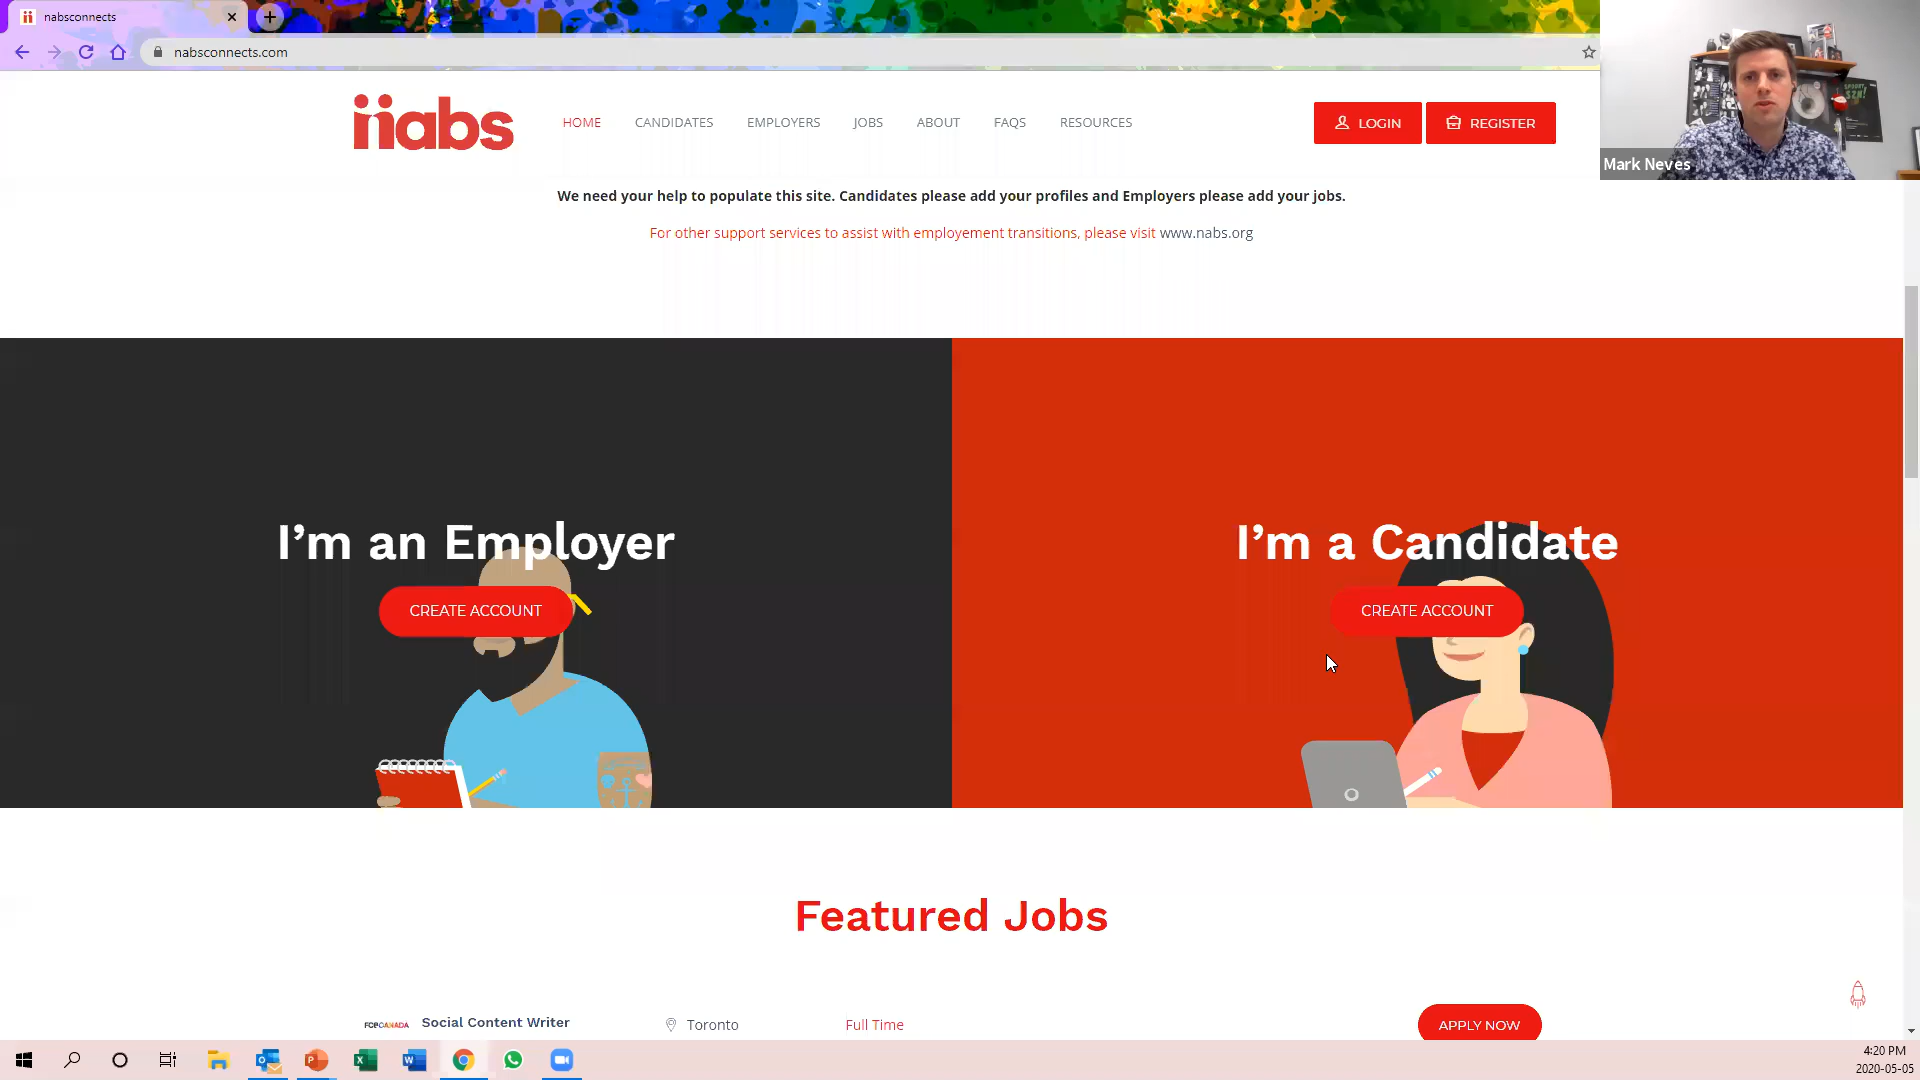 nabsconnects
nabsconnects.com
nabs
HOME
CANDIDATES
EMPLOYERS
JOBS
ABOUT
FAQS
RESOURCES
LOGIN
REGISTER
Mark Neves
We need your help to populate this site. Candidates please add your profiles and Employers please add your jobs.
For other support services to assist with employement transitions, please visit www.nabs.org
I'm an Employer
CREATE ACCOUNT
I'm a Candidate
CREATE ACCOUNT
Featured Jobs
FCBCANADA
Social Content Writer
Toronto
Full Time
APPLY NOW
4:20 PM
2020-05-05